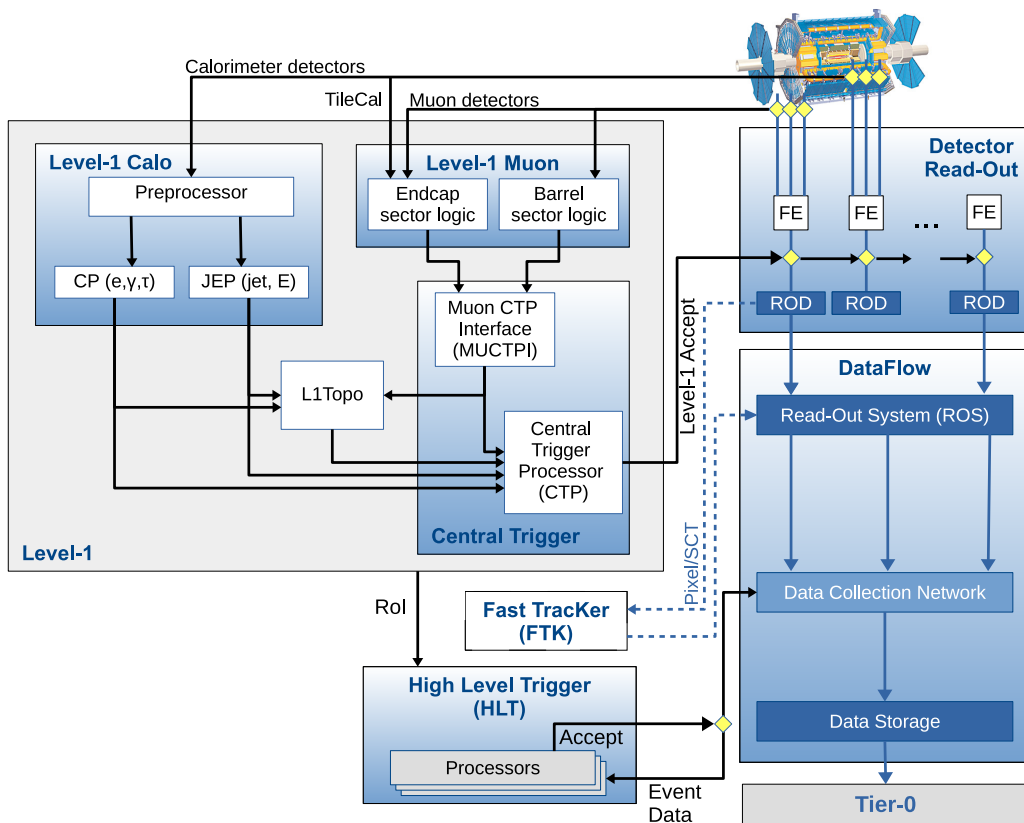 Calorimeter detectors
TileCal
Muon detectors
Level-1 Calo
Preprocessor
CP (e,γ,τ)
JEP (jet, E)
Level-1 Muon
Endcap
sector logic
Barrel
sector logic
Detector
Read-Out
FE
FE
...
FE
ROD
ROD
ROD
Muon CTP
Interface
(MUCTPI)
L1Topo
Central
Trigger
Processor
(CTP)
Central Trigger
Level-1
Level-1 Accept
Pixel/SCT
DataFlow
Read-Out System (ROS)
Data Collection Network
Data Storage
Tier-0
RoI
Fast TracKer
(FTK)
High Level Trigger
(HLT)
Accept
Processors
Event
Data